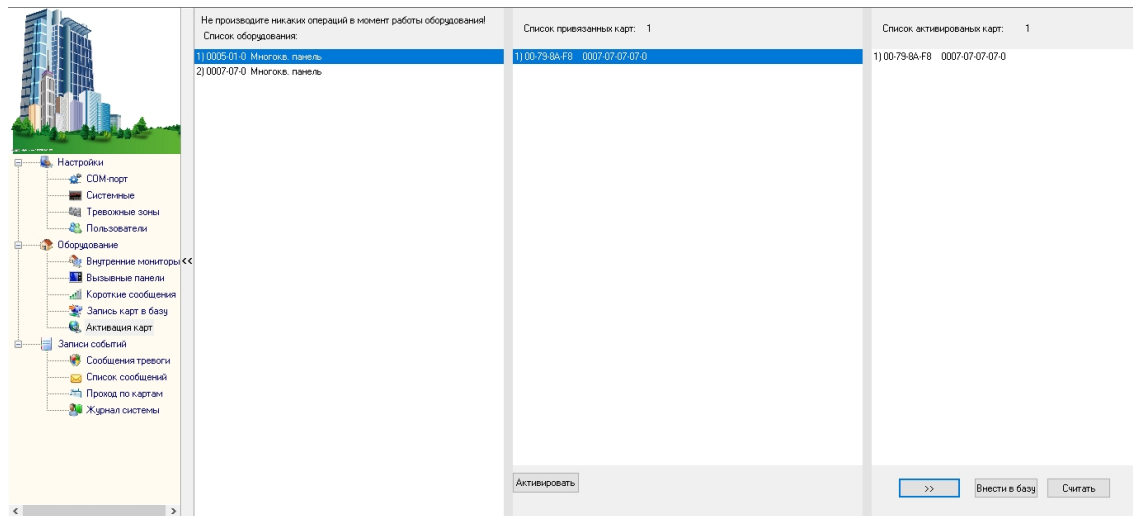 Не производите никаких операций в момент работы оборудования!
Список оборудования:
1) 0005-01-0 Многокв. панель
2) 0007-07-0 Многокв. панель
Список привязанных карт: 1
1) 00-79-8A-F8 0007-07-07-07-0
Список активированых карт: 1
1) 00-79-8A-F8 0007-07-07-07-0
Настройки
COM-порт
Системные
Тревожные зоны
Пользователи
Оборудование
Внутренние мониторы
<<
Вызывные панели
Короткие сообщения
Запись карт в базу
Активация карт
Записи событий
Сообщения тревоги
Список сообщений
Проход по картам
Журнал системы
Активировать
>>
Внести в базу
Считать